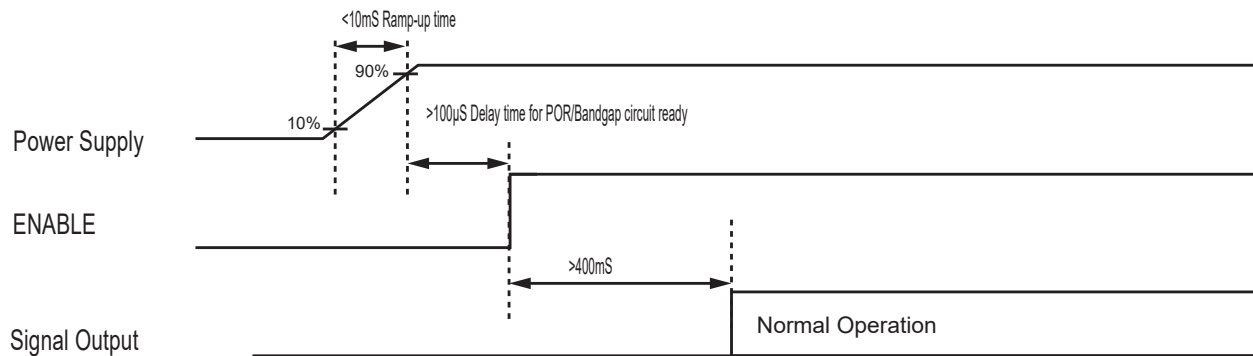 <10mS Ramp-up time
90%
>100µS Delay time for POR/Bandgap circuit ready
10%
Power Supply
ENABLE
>400mS
Normal Operation
Signal Output